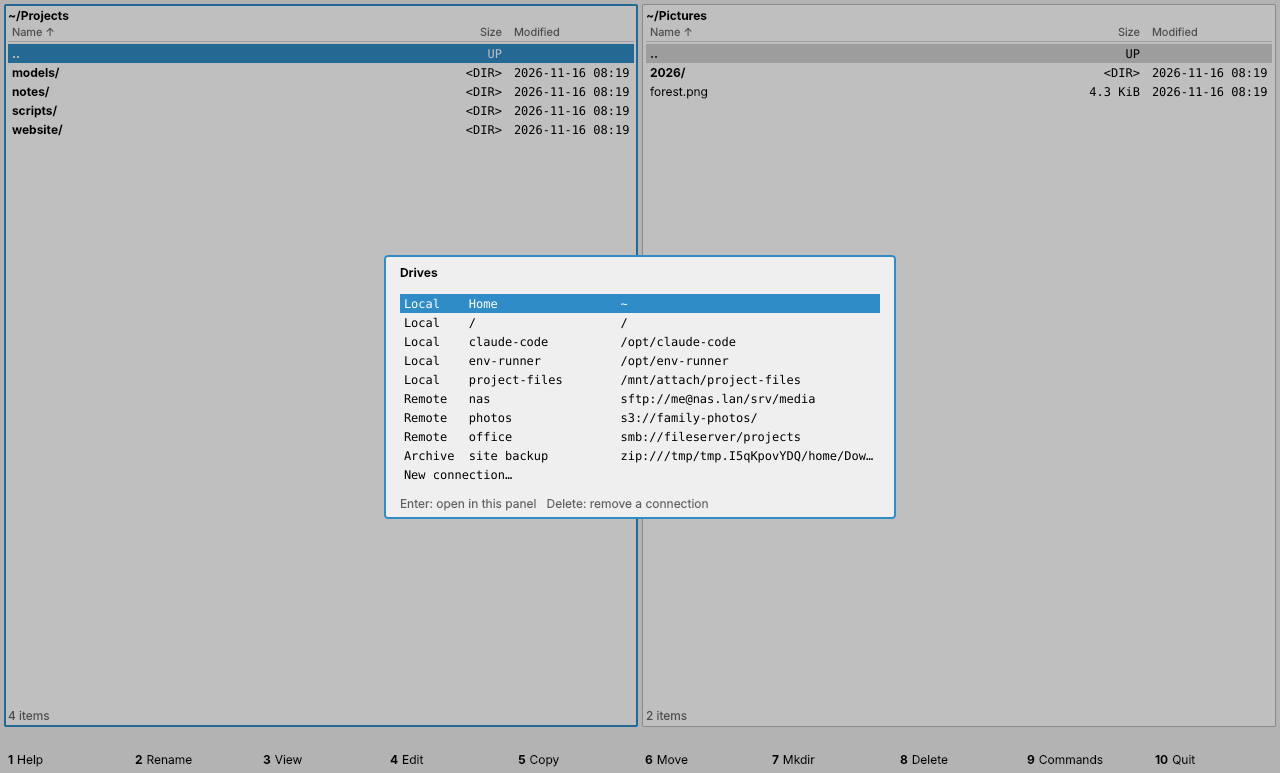 ~/Projects
Name ↑ Size Modified
.. UP
models/ <DIR> 2026-11-16 08:19
notes/ <DIR> 2026-11-16 08:19
scripts/ <DIR> 2026-11-16 08:19
website/ <DIR> 2026-11-16 08:19
4 items
~/Pictures
Name ↑ Size Modified
.. UP
2026/ <DIR> 2026-11-16 08:19
forest.png 4.3 KiB 2026-11-16 08:19
2 items
Drives
Local Home ~
Local / /
Local claude-code /opt/claude-code
Local env-runner /opt/env-runner
Local project-files /mnt/attach/project-files
Remote nas sftp://me@nas.lan/srv/media
Remote photos s3://family-photos/
Remote office smb://fileserver/projects
Archive site backup zip:///tmp/tmp.I5qKpovYDQ/home/Dow…
New connection…
Enter: open in this panel Delete: remove a connection
1 Help 2 Rename 3 View 4 Edit 5 Copy 6 Move 7 Mkdir 8 Delete 9 Commands 10 Quit